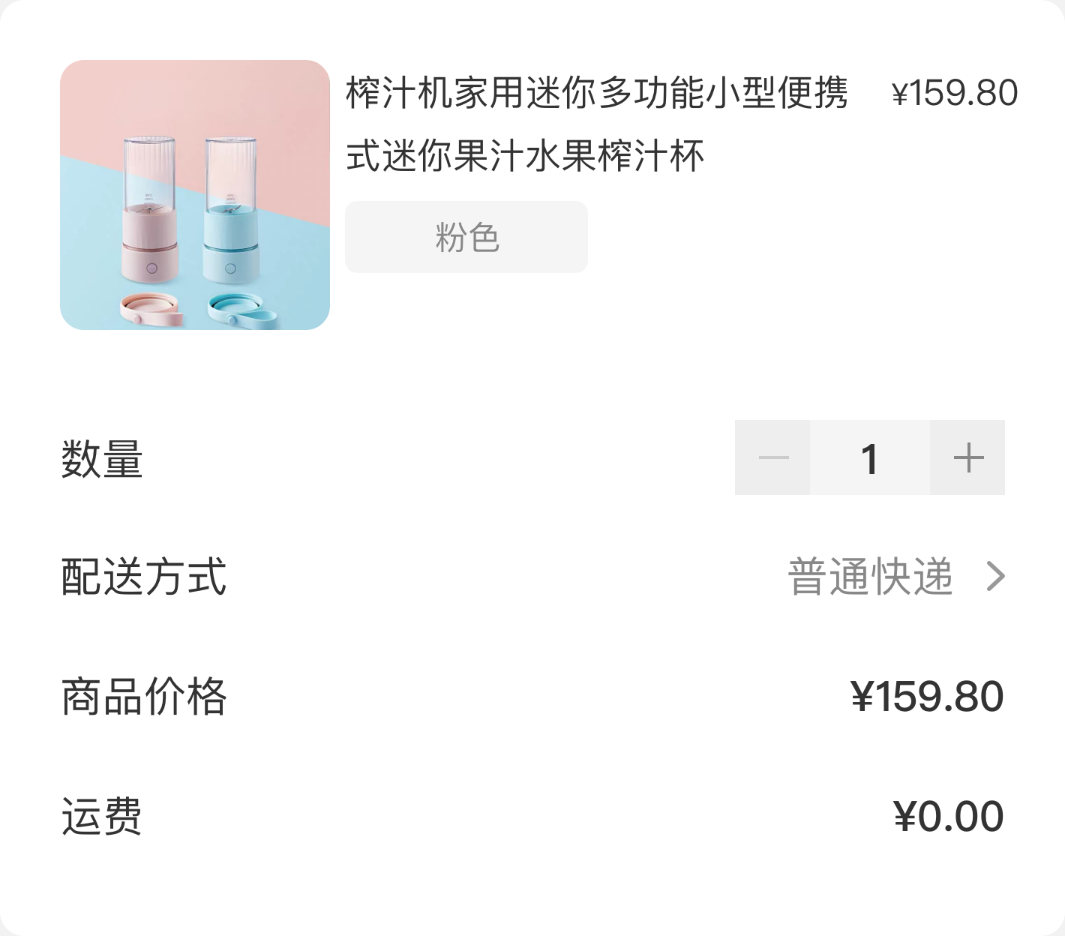 榨汁机家用迷你多功能小型便携 ¥159.80
式迷你果汁水果榨汁杯
粉色
数量 1
配送方式 普通快递
商品价格 ¥159.80
运费 ¥0.00